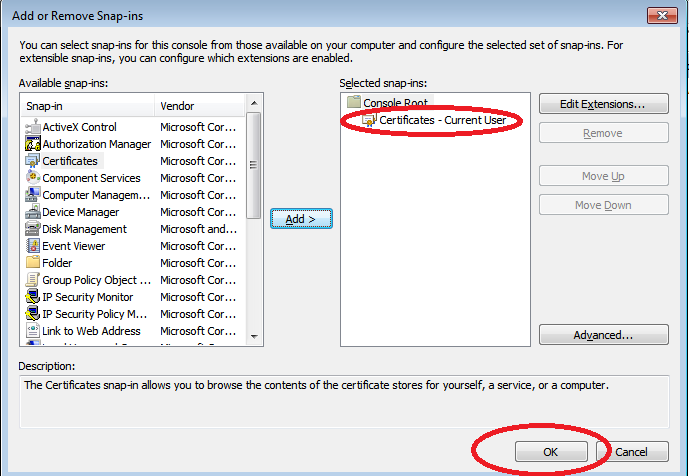 Add or Remove Snap-ins
You can select snap-ins for this console from those available on your computer and configure the selected set of snap-ins. For
extensible snap-ins, you can configure which extensions are enabled.
Available snap-ins:
Snap-in Vendor
ActiveX Control Microsoft Cor...
Authorization Manager Microsoft Cor...
Certificates Microsoft Cor...
Component Services Microsoft Cor...
Computer Managem... Microsoft Cor...
Device Manager Microsoft Cor...
Disk Management Microsoft and...
Event Viewer Microsoft Cor...
Folder Microsoft Cor...
Group Policy Object ... Microsoft Cor...
IP Security Monitor Microsoft Cor...
IP Security Policy M... Microsoft Cor...
Link to Web Address Microsoft Cor...
Add >
Selected snap-ins:
Console Root
Certificates - Current User
Edit Extensions...
Remove
Move Up
Move Down
Advanced...
Description:
The Certificates snap-in allows you to browse the contents of the certificate stores for yourself, a service, or a computer.
OK Cancel